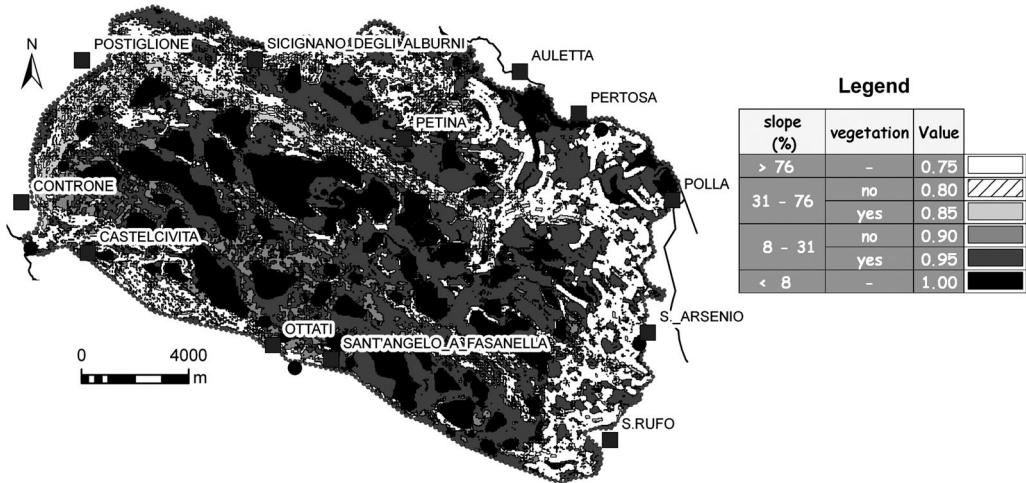 N
POSTIGLIONE
SICIGNANO_DEGLI_ALBURNI
AULETTA
PERTOSA
PETINA
CONTRONE
POLLA
CASTELCIVITA
S._ARSENIO
OTTATI
SANT'ANGELO_A_FASANELLA
S.RUFO
0 4000
m
Legend
slope (%) vegetation Value
> 76 - 0.75
31 - 76 no 0.80
yes 0.85
8 - 31 no 0.90
yes 0.95
< 8 - 1.00